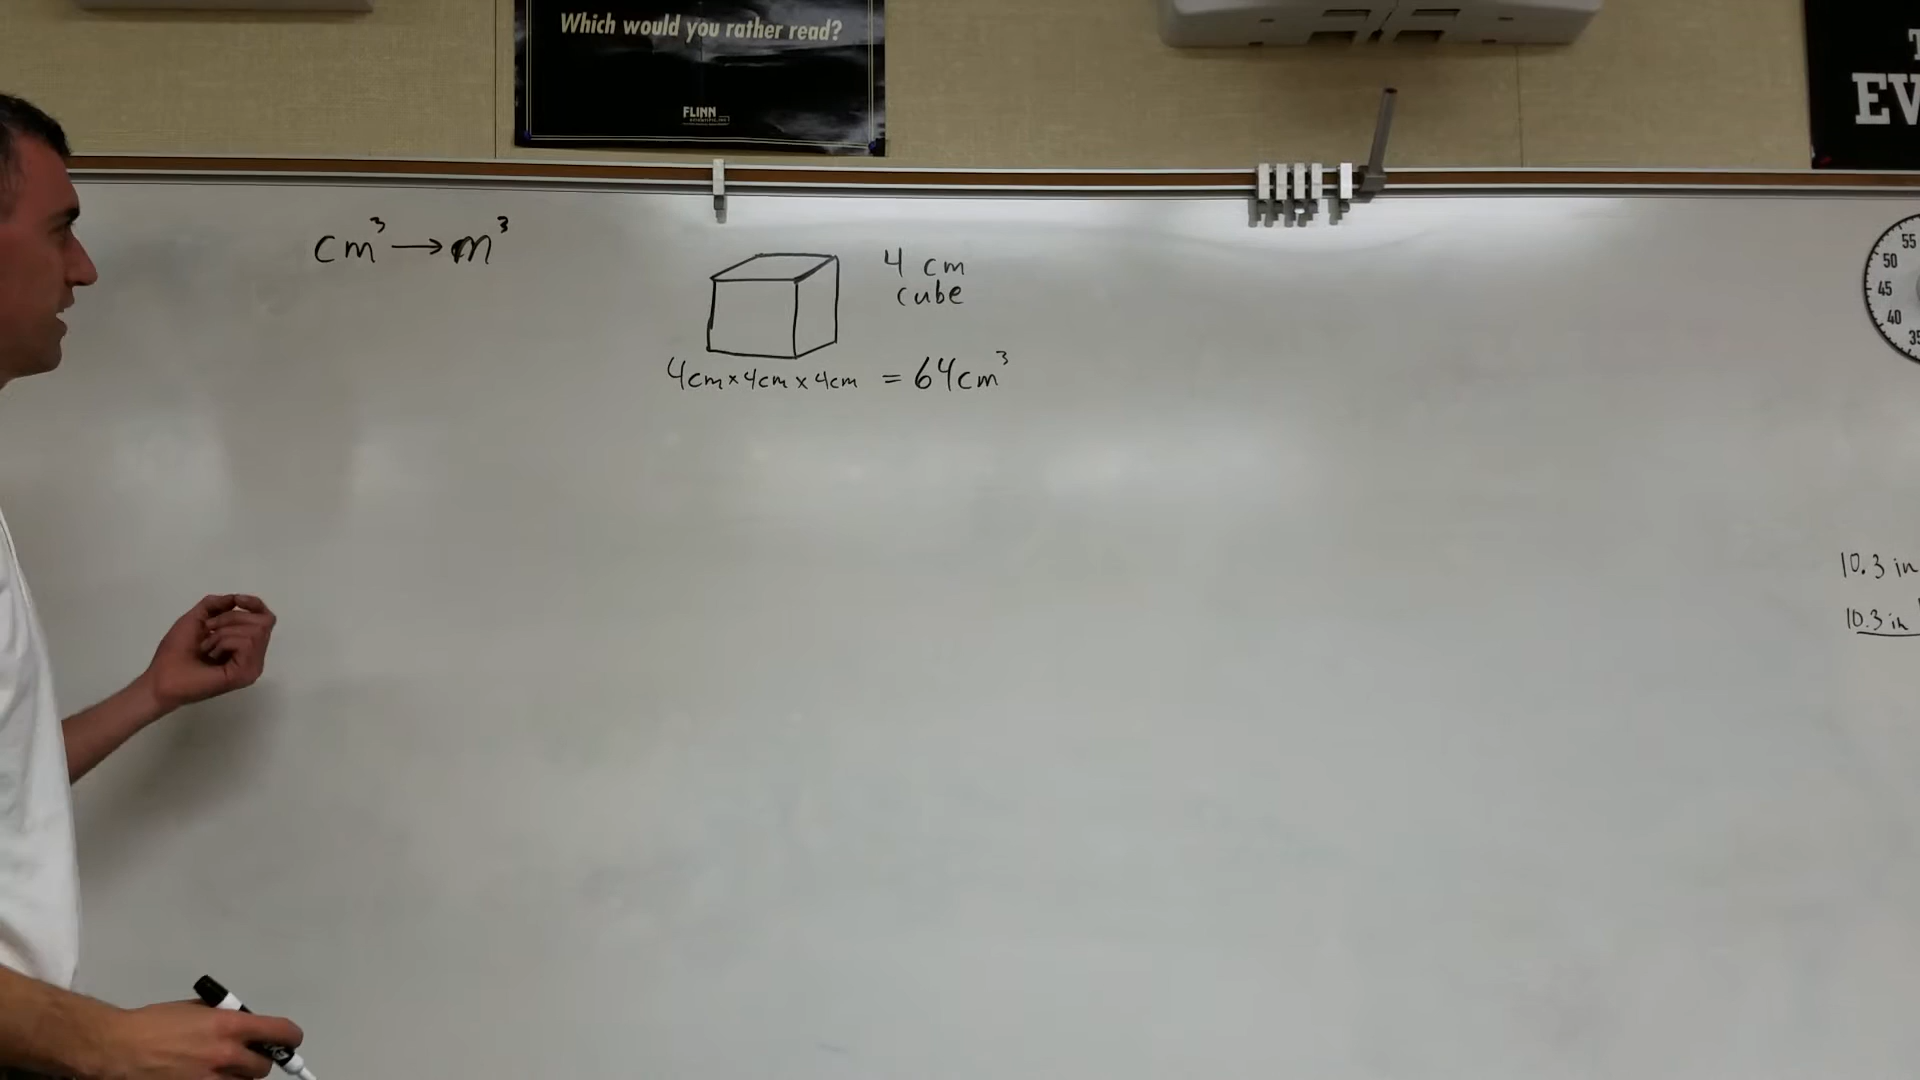 Which would you rather read?
FLINN
EV
cm³ → m³
4 cm
cube
4cm x 4cm x 4cm = 64cm³
55
50
45
40
35
10.3 in
10.3 in